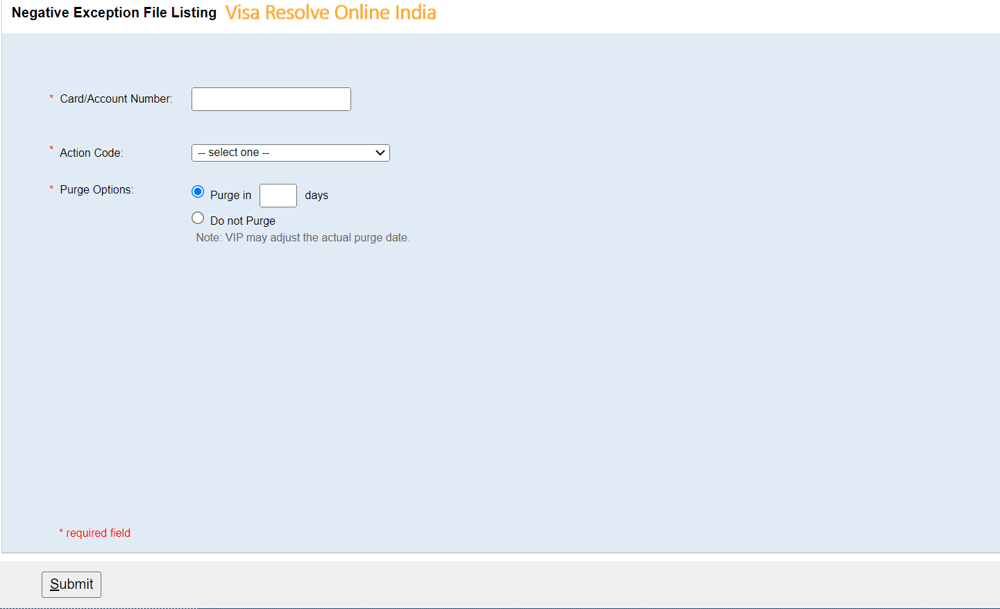 Negative Exception File Listing Visa Resolve Online India
* Card/Account Number:
* Action Code: -- select one --
* Purge Options: Purge in days
Do not Purge
Note: VIP may adjust the actual purge date.
* required field
Submit